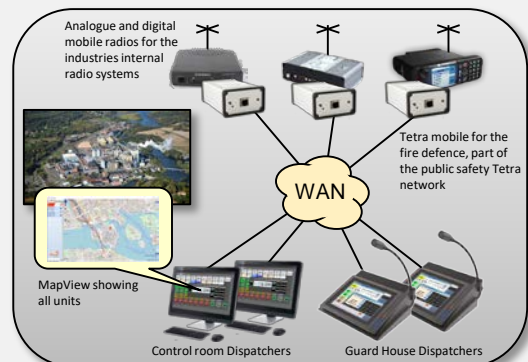 Analogue and digital
mobile radios for the
industries internal
radio systems
Tetra mobile for the
fire defence, part of
the public safety Tetra
network
WAN
MapView showing
all units
Control room Dispatchers
Guard House Dispatchers